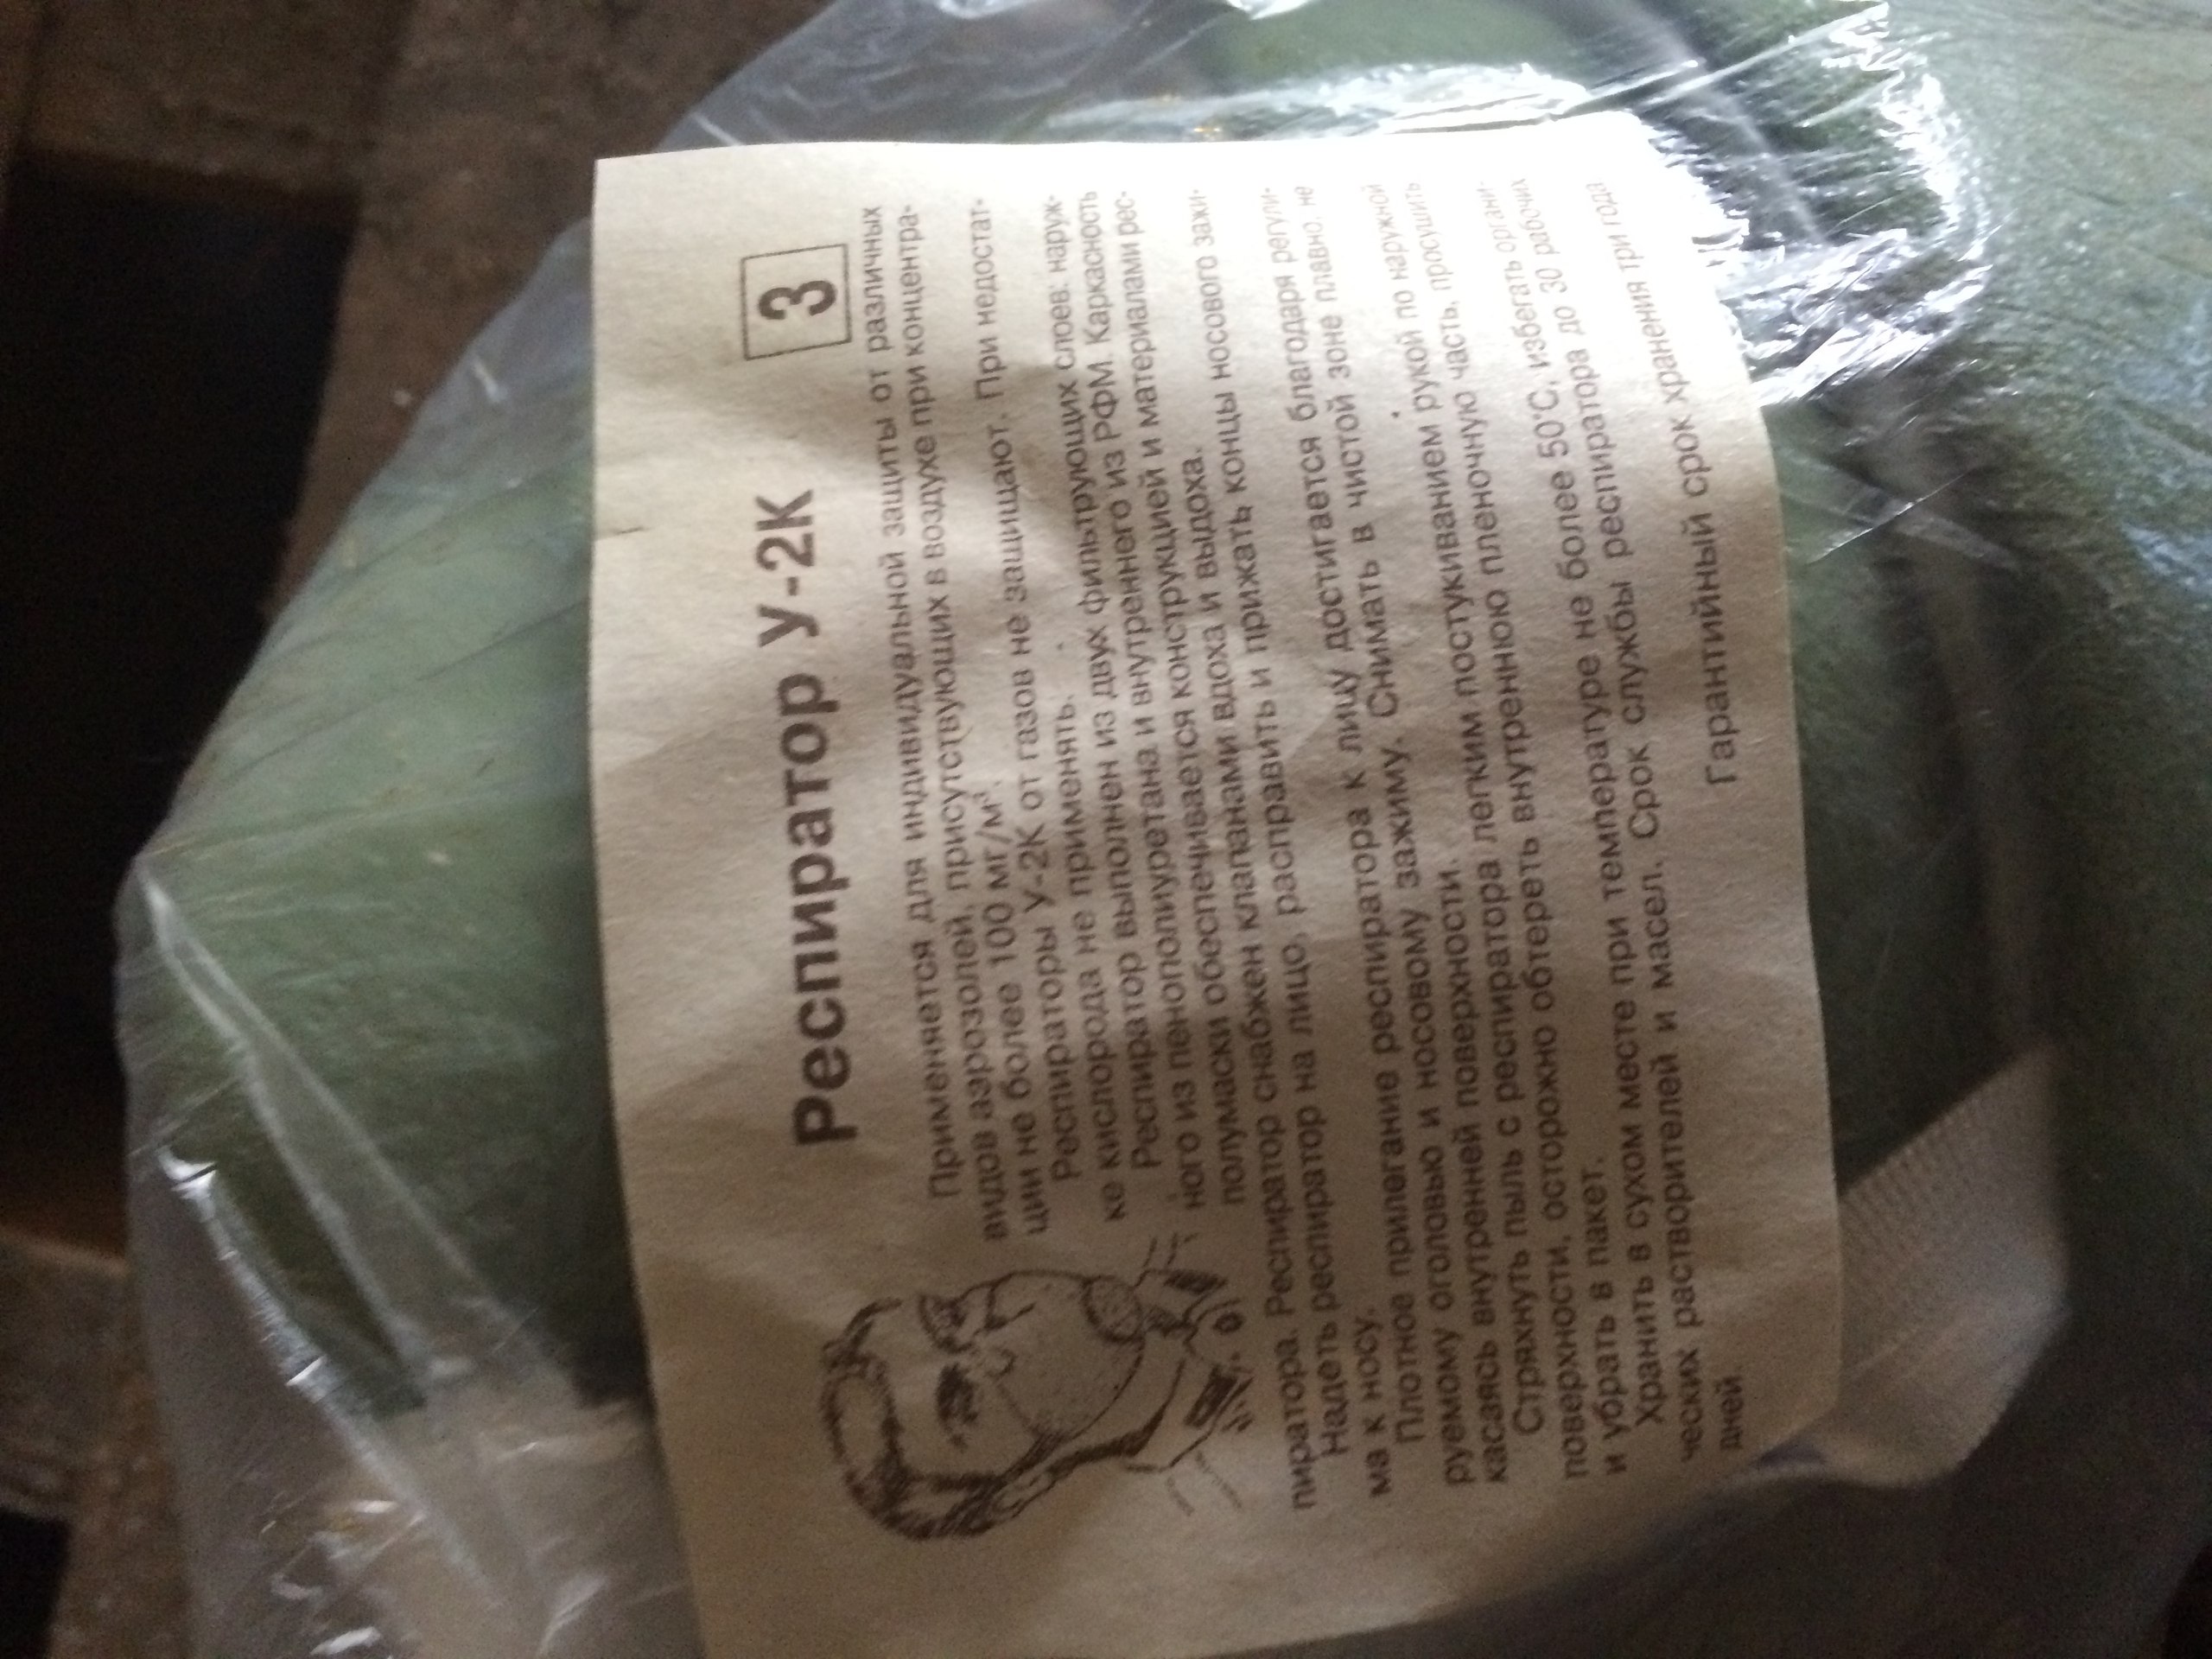 Респиратор У-2К
3
Применяется для индивидуальной защиты от различных
видов аэрозолей, присутствующих в воздухе при концентра-
ции не более 100 мг/м³.
Респираторы У-2К от газов не защищают. При недостат-
ке кислорода не применять.
Респиратор выполнен из двух фильтрующих слоев: наруж-
ного из пенополиуретана и внутреннего из РФМ. Каркасность
полумаски обеспечивается конструкцией и материалами рес-
пиратора. Респиратор снабжен клапанами вдоха и выдоха.
Надеть респиратор на лицо, расправить и прижать концы носового зажи-
ма к носу.
Плотное прилегание респиратора к лицу достигается благодаря регули-
руемому оголовью и носовому зажиму. Снимать в чистой зоне плавно, не
касаясь внутренней поверхности.
Стряхнуть пыль с респиратора легким постукиванием рукой по наружной
поверхности, осторожно обтереть внутреннюю пленочную часть, просушить
и убрать в пакет.
Хранить в сухом месте при температуре не более 50°С, избегать органи-
ческих растворителей и масел. Срок службы респиратора до 30 рабочих
дней.
Гарантийный срок хранения три года